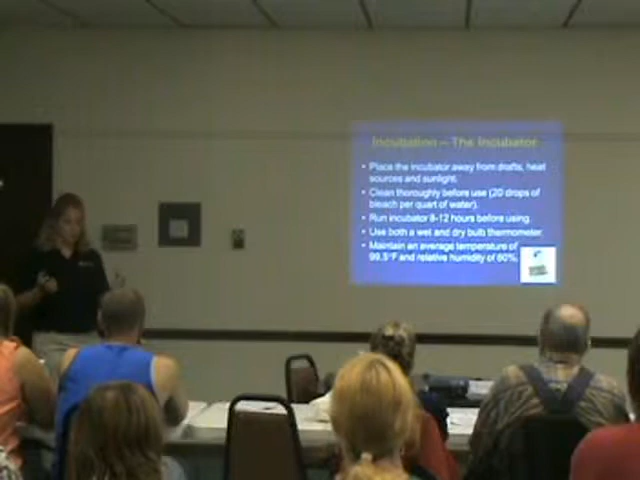 Incubation – The Incubator
• Place the incubator away from drafts, heat
sources and sunlight.
• Clean thoroughly before use (20 drops of
bleach per quart of water).
• Run incubator 8-12 hours before using.
• Use both a wet and dry bulb thermometer.
• Maintain an average temperature of
99.5°F and relative humidity of 60%.